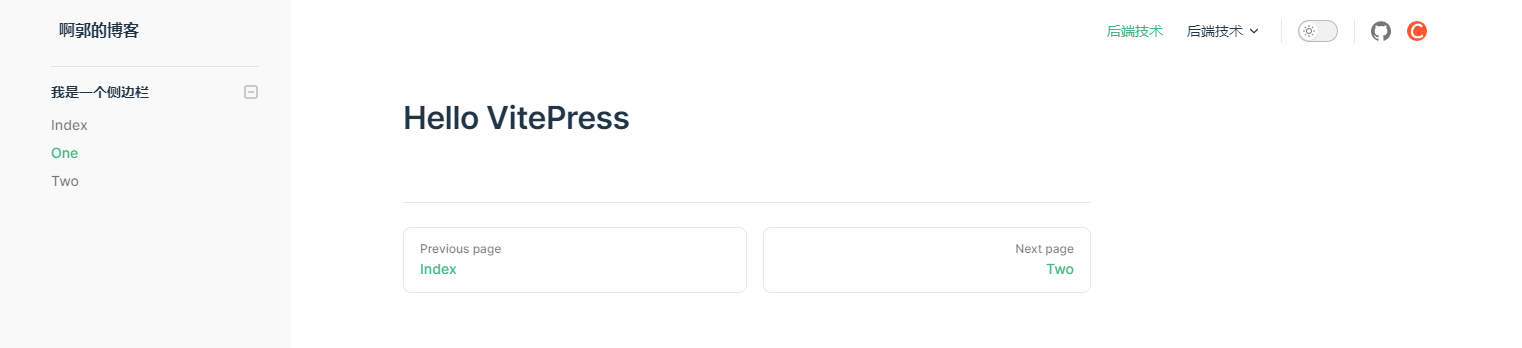 啊郭的博客
后端技术 后端技术
我是一个侧边栏
Index
One
Two
Hello VitePress
Previous page
Index
Next page
Two